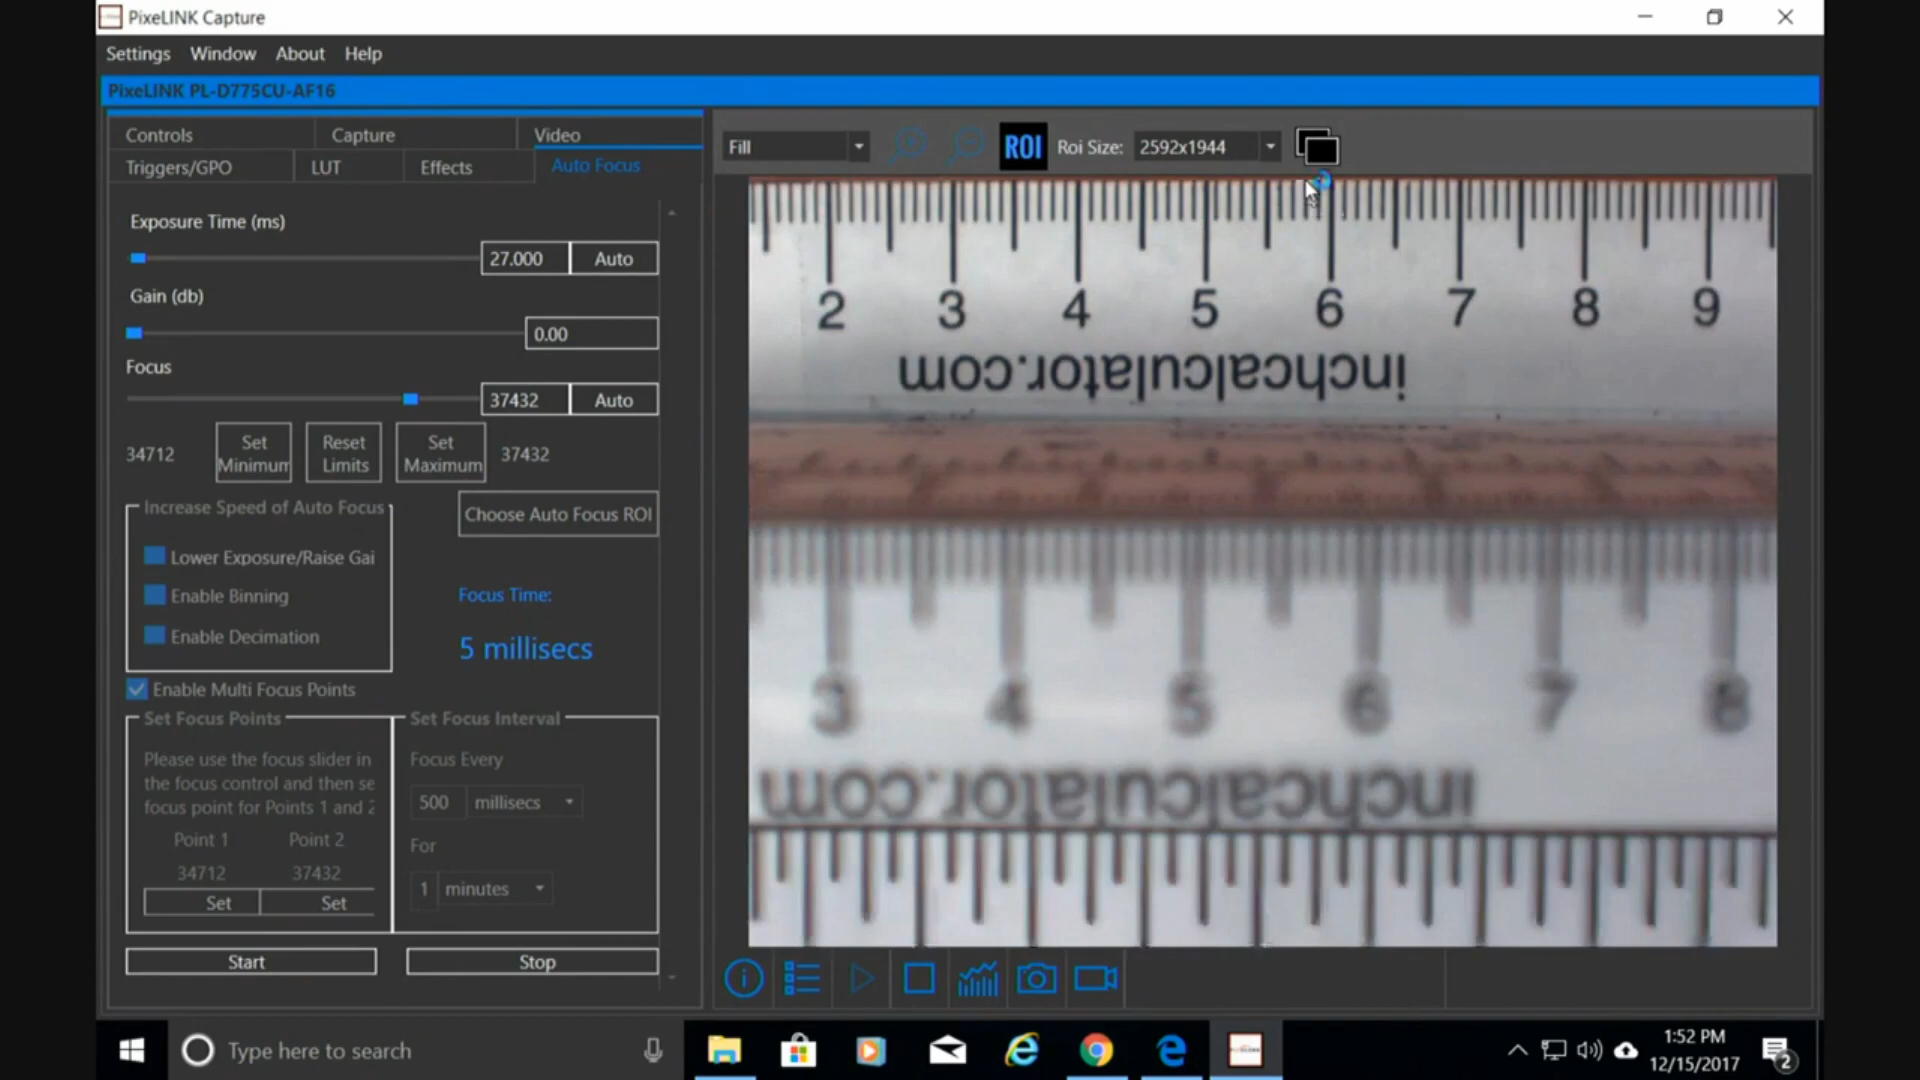 PixeLINK Capture
Settings Window About Help
PixeLINK PL-D775CU-AF16
Controls Capture Video
Triggers/GPO LUT Effects Auto Focus
Fill ROI Roi Size: 2592x1944
Exposure Time (ms)
27.000 Auto
Gain (db)
0.00
Focus
37432 Auto
34712 Set Minimum Reset Limits Set Maximum 37432
Increase Speed of Auto Focus
Choose Auto Focus ROI
Lower Exposure/Raise Gai
Enable Binning
Enable Decimation
Focus Time:
5 millisecs
Enable Multi Focus Points
Set Focus Points
Please use the focus slider in
the focus control and then se
focus point for Points 1 and 2
Point 1 Point 2
34712 37432
Set Set
Set Focus Interval
Focus Every
500 millisecs
For
1 minutes
Start Stop
2 3 4 5 6 7 8 9
inchcalculator.com
3 4 5 6 7 8
inchcalculator.com
Type here to search
1:52 PM
12/15/2017
2